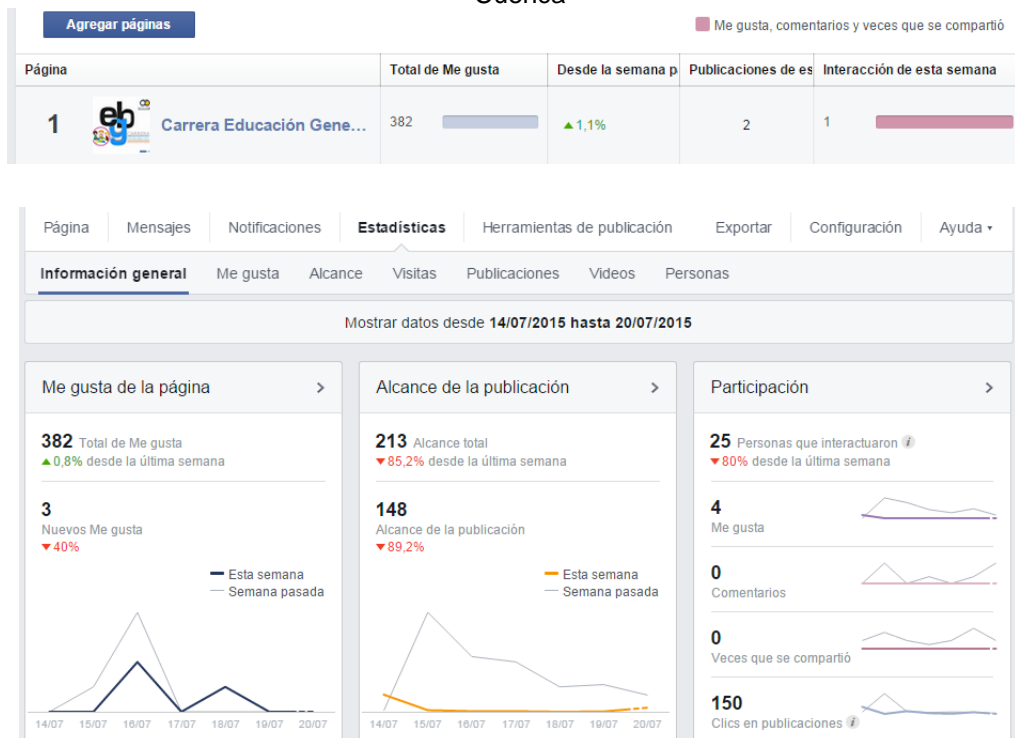 Agregar páginas
Me gusta, comentarios y veces que se compartió
Página Total de Me gusta Desde la semana p Publicaciones de es Interacción de esta semana
1 ebg Carrera Educación Gene... 382 ▲1,1% 2 1
Página Mensajes Notificaciones Estadísticas Herramientas de publicación Exportar Configuración Ayuda
Información general Me gusta Alcance Visitas Publicaciones Videos Personas
Mostrar datos desde 14/07/2015 hasta 20/07/2015
Me gusta de la página >
382 Total de Me gusta
▲0,8% desde la última semana
3
Nuevos Me gusta
▼40%
Esta semana
Semana pasada
14/07 15/07 16/07 17/07 18/07 19/07 20/07
Alcance de la publicación >
213 Alcance total
▼85,2% desde la última semana
148
Alcance de la publicación
▼89,2%
Esta semana
Semana pasada
14/07 15/07 16/07 17/07 18/07 19/07 20/07
Participación >
25 Personas que interactuaron i
▼80% desde la última semana
4
Me gusta
0
Comentarios
0
Veces que se compartió
150
Clics en publicaciones i